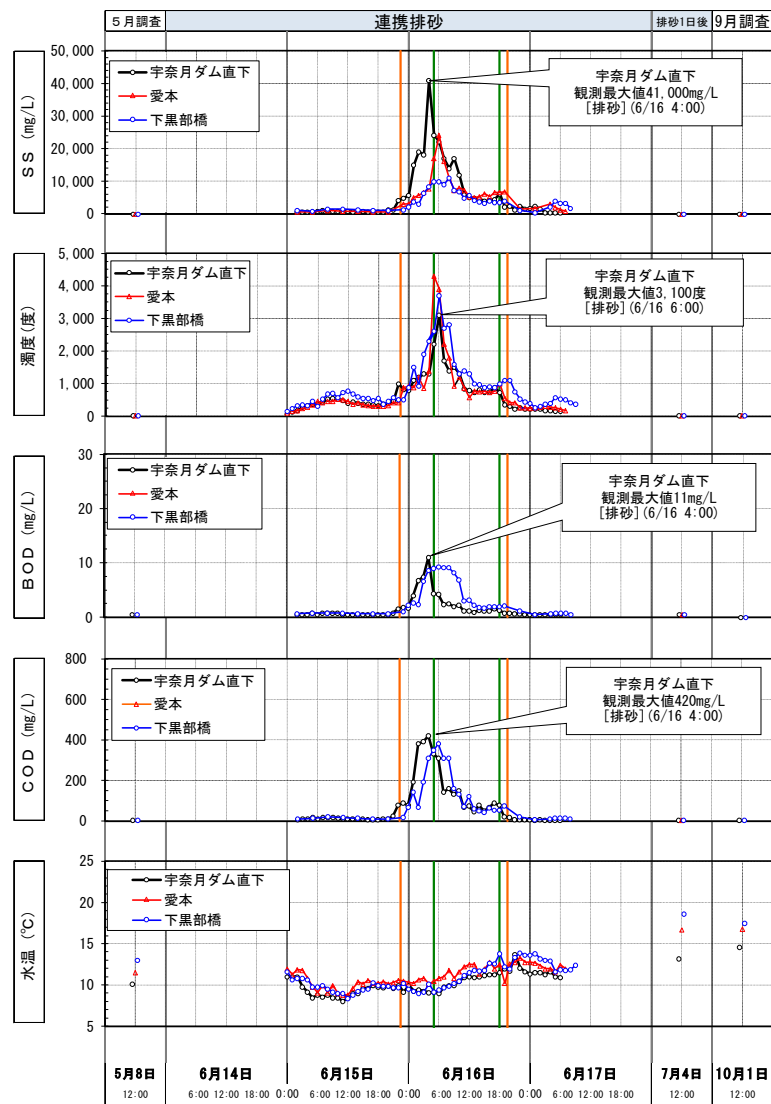 5月調査 連携排砂 排砂1日後 9月調査
SS (mg/L)
50,000
40,000
30,000
20,000
10,000
0
宇奈月ダム直下
愛本
下黒部橋
宇奈月ダム直下
観測最大値41,000mg/L
[排砂](6/16 4:00)
濁度(度)
5,000
4,000
3,000
2,000
1,000
0
宇奈月ダム直下
愛本
下黒部橋
宇奈月ダム直下
観測最大値3,100度
[排砂](6/16 6:00)
BOD (mg/L)
30
20
10
0
宇奈月ダム直下
愛本
下黒部橋
宇奈月ダム直下
観測最大値11mg/L
[排砂](6/16 4:00)
COD (mg/L)
800
600
400
200
0
宇奈月ダム直下
愛本
下黒部橋
宇奈月ダム直下
観測最大値420mg/L
[排砂](6/16 4:00)
水温 (℃)
25
20
15
10
5
宇奈月ダム直下
愛本
下黒部橋
5月8日 6月14日 6月15日 6月16日 6月17日 7月4日 10月1日
12:00 6:00 12:00 18:00 0:00 6:00 12:00 18:00 0:00 6:00 12:00 18:00 0:00 6:00 12:00 18:00 12:00 12:00